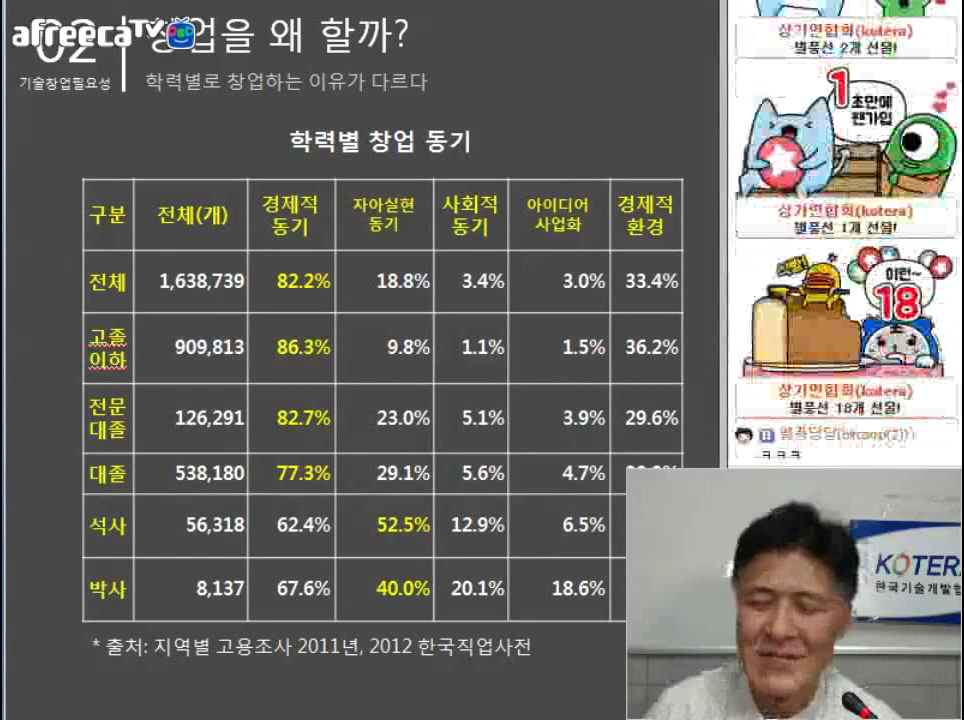 afreecaTV
02
창업을 왜 할까?
기술창업필요성
학력별로 창업하는 이유가 다르다
학력별 창업 동기
구분 전체(개) 경제적 동기 자아실현 동기 사회적 동기 아이디어 사업화 경제적 환경
전체 1,638,739 82.2% 18.8% 3.4% 3.0% 33.4%
고졸 이하 909,813 86.3% 9.8% 1.1% 1.5% 36.2%
전문 대졸 126,291 82.7% 23.0% 5.1% 3.9% 29.6%
대졸 538,180 77.3% 29.1% 5.6% 4.7%
석사 56,318 62.4% 52.5% 12.9% 6.5%
박사 8,137 67.6% 40.0% 20.1% 18.6%
* 출처: 지역별 고용조사 2011년, 2012 한국직업사전
상기연합회(kotera)
별풍선 2개 선물!
1
초만에
팬가입
상기연합회(kotera)
별풍선 1개 선물!
이런~
18
상기연합회(kotera)
별풍선 18개 선물!
ㅋㅋㅋ
KOTERA
한국기술개발협